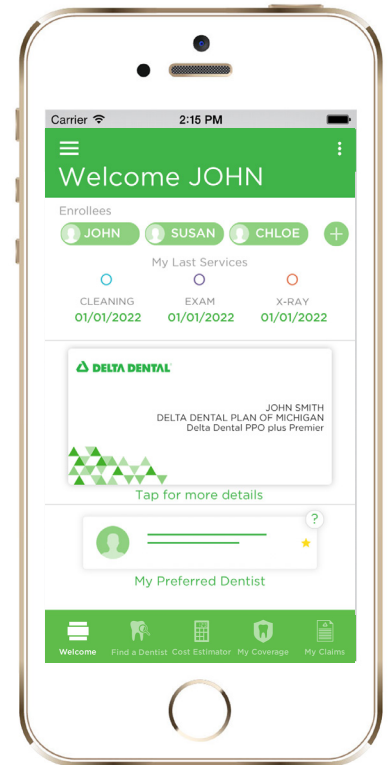 Carrier 2:15 PM
Welcome JOHN
Enrollees
JOHN SUSAN CHLOE +
My Last Services
CLEANING EXAM X-RAY
01/01/2022 01/01/2022 01/01/2022
DELTA DENTAL
JOHN SMITH
DELTA DENTAL PLAN OF MICHIGAN
Delta Dental PPO plus Premier
Tap for more details
?
My Preferred Dentist
Welcome Find a Dentist Cost Estimator My Coverage My Claims